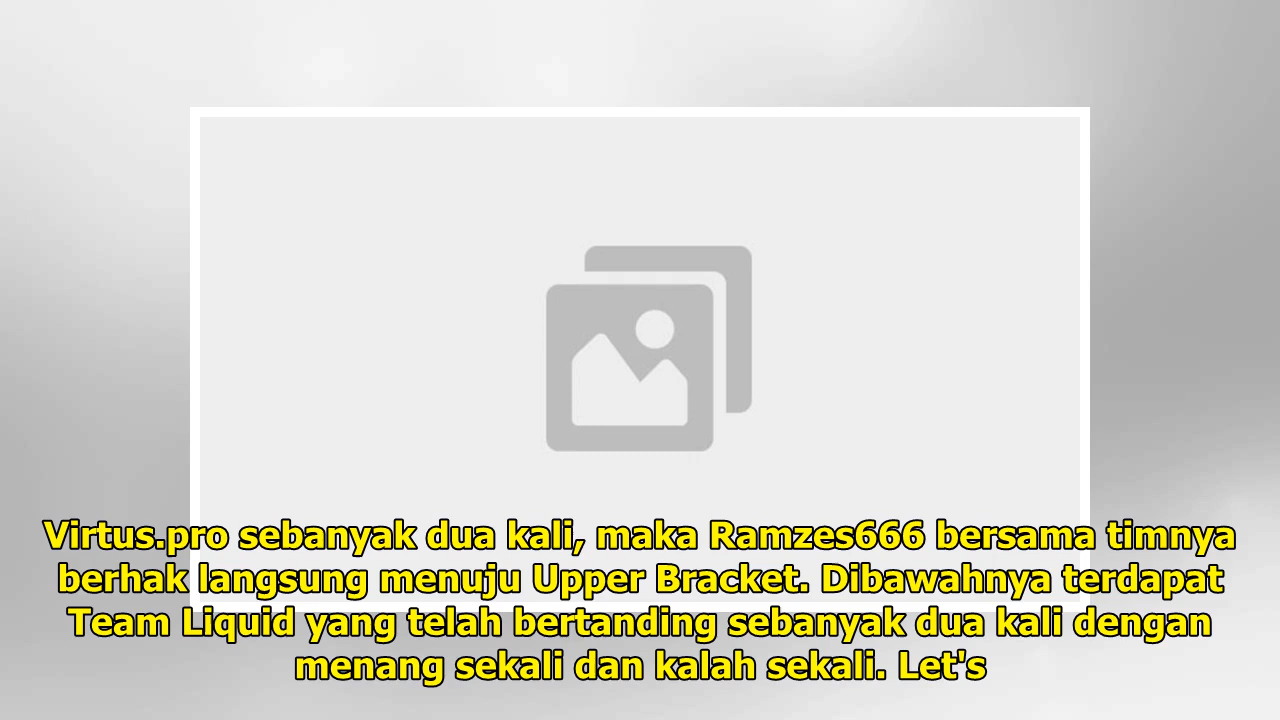 Virtus.pro sebanyak dua kali, maka Ramzes666 bersama timnya
berhak langsung menuju Upper Bracket. Dibawahnya terdapat
Team Liquid yang telah bertanding sebanyak dua kali dengan
menang sekali dan kalah sekali. Let's